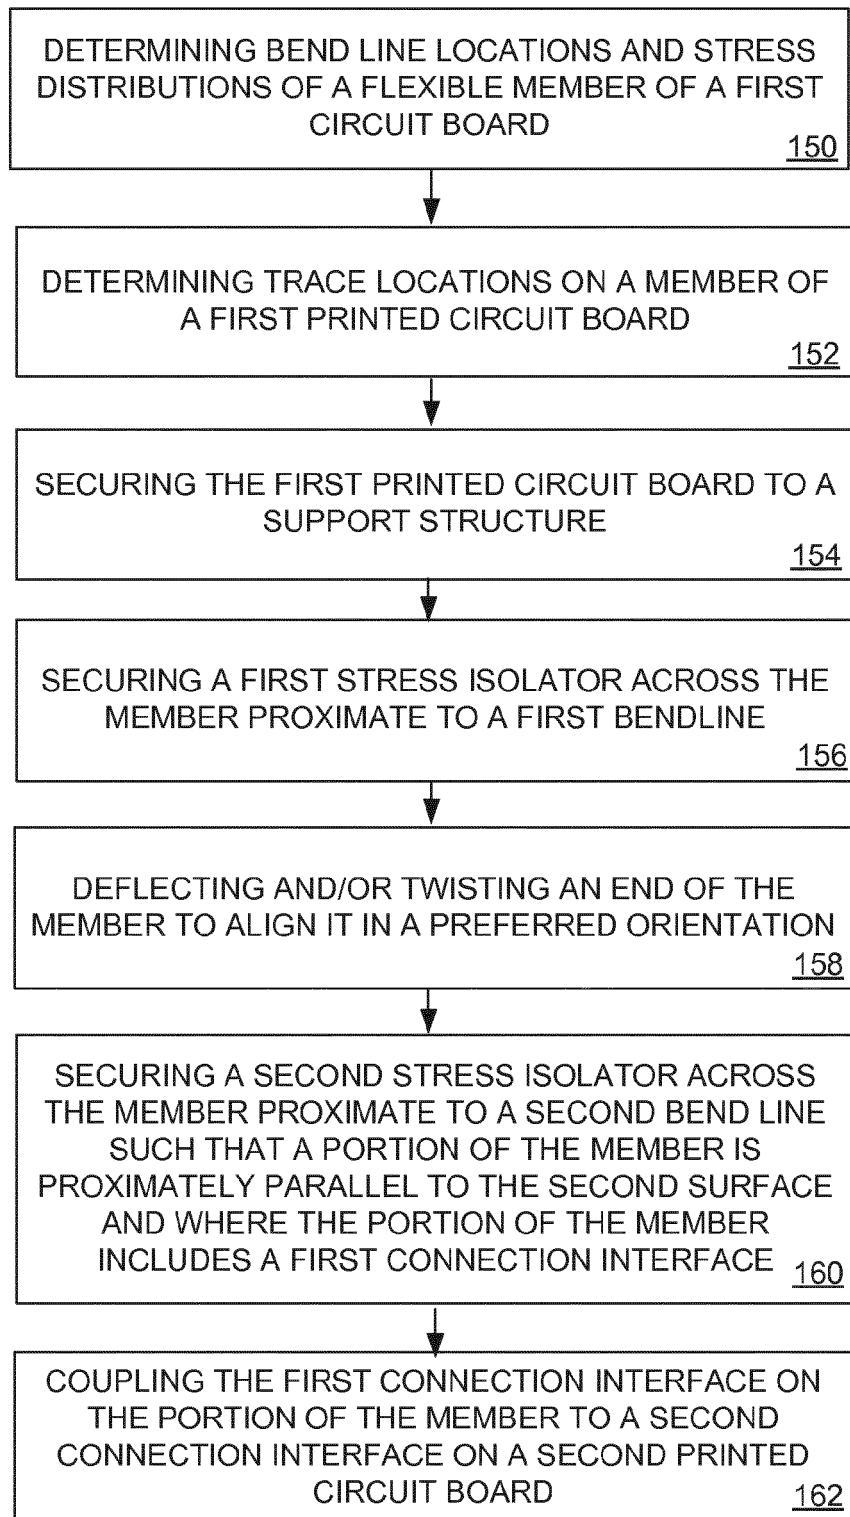 DETERMINING BEND LINE LOCATIONS AND STRESS
DISTRIBUTIONS OF A FLEXIBLE MEMBER OF A FIRST
CIRCUIT BOARD
150
DETERMINING TRACE LOCATIONS ON A MEMBER OF
A FIRST PRINTED CIRCUIT BOARD
152
SECURING THE FIRST PRINTED CIRCUIT BOARD TO A
SUPPORT STRUCTURE
154
SECURING A FIRST STRESS ISOLATOR ACROSS THE
MEMBER PROXIMATE TO A FIRST BENDLINE
156
DEFLECTING AND/OR TWISTING AN END OF THE
MEMBER TO ALIGN IT IN A PREFERRED ORIENTATION
158
SECURING A SECOND STRESS ISOLATOR ACROSS
THE MEMBER PROXIMATE TO A SECOND BEND LINE
SUCH THAT A PORTION OF THE MEMBER IS
PROXIMATELY PARALLEL TO THE SECOND SURFACE
AND WHERE THE PORTION OF THE MEMBER
INCLUDES A FIRST CONNECTION INTERFACE
160
COUPLING THE FIRST CONNECTION INTERFACE ON
THE PORTION OF THE MEMBER TO A SECOND
CONNECTION INTERFACE ON A SECOND PRINTED
CIRCUIT BOARD
162